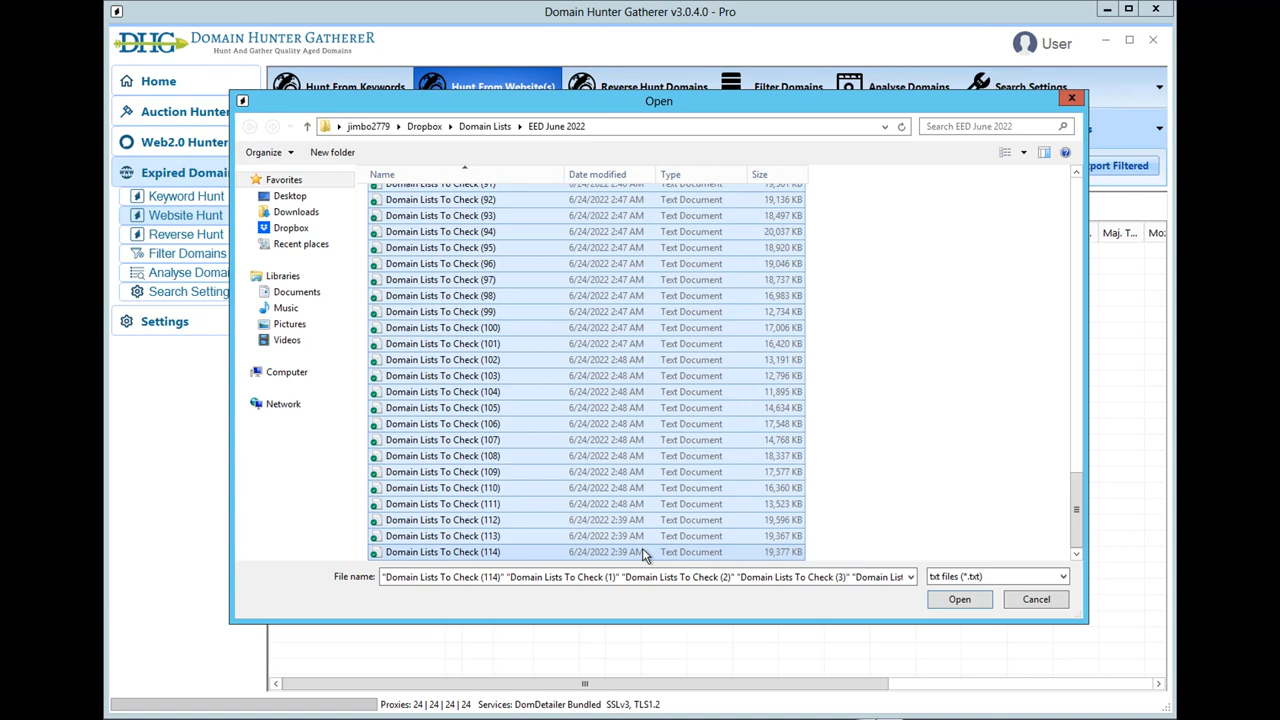 Domain Hunter Gatherer v3.0.4.0 - Pro
DHG DOMAIN HUNTER GATHERER
Hunt And Gather Quality Aged Domains
User
Home
Auction Hunter
Web2.0 Hunter
Expired Domai
Keyword Hunt
Website Hunt
Reverse Hunt
Filter Domains
Analyse Domai
Search Setting
Settings
Hunt From Keywords
Hunt From Website(s)
Reverse Hunt Domains
Filter Domains
Analyse Domains
Search Settings
port Filtered
Maj. T...
Mo:
Open
jimbo2779 ▸ Dropbox ▸ Domain Lists ▸ EED June 2022
Search EED June 2022
Organize
New folder
Favorites
Desktop
Downloads
Dropbox
Recent places
Libraries
Documents
Music
Pictures
Videos
Computer
Network
Name Date modified Type Size
Domain Lists To Check (91) 6/24/2022 2:46 AM Text Document 19,361 KB
Domain Lists To Check (92) 6/24/2022 2:47 AM Text Document 19,136 KB
Domain Lists To Check (93) 6/24/2022 2:47 AM Text Document 18,497 KB
Domain Lists To Check (94) 6/24/2022 2:47 AM Text Document 20,037 KB
Domain Lists To Check (95) 6/24/2022 2:47 AM Text Document 18,920 KB
Domain Lists To Check (96) 6/24/2022 2:47 AM Text Document 19,046 KB
Domain Lists To Check (97) 6/24/2022 2:47 AM Text Document 18,737 KB
Domain Lists To Check (98) 6/24/2022 2:47 AM Text Document 16,983 KB
Domain Lists To Check (99) 6/24/2022 2:47 AM Text Document 12,734 KB
Domain Lists To Check (100) 6/24/2022 2:47 AM Text Document 17,006 KB
Domain Lists To Check (101) 6/24/2022 2:47 AM Text Document 16,420 KB
Domain Lists To Check (102) 6/24/2022 2:48 AM Text Document 13,191 KB
Domain Lists To Check (103) 6/24/2022 2:48 AM Text Document 12,796 KB
Domain Lists To Check (104) 6/24/2022 2:48 AM Text Document 11,895 KB
Domain Lists To Check (105) 6/24/2022 2:48 AM Text Document 14,634 KB
Domain Lists To Check (106) 6/24/2022 2:48 AM Text Document 17,548 KB
Domain Lists To Check (107) 6/24/2022 2:48 AM Text Document 14,768 KB
Domain Lists To Check (108) 6/24/2022 2:48 AM Text Document 18,337 KB
Domain Lists To Check (109) 6/24/2022 2:48 AM Text Document 17,577 KB
Domain Lists To Check (110) 6/24/2022 2:48 AM Text Document 16,360 KB
Domain Lists To Check (111) 6/24/2022 2:48 AM Text Document 13,523 KB
Domain Lists To Check (112) 6/24/2022 2:39 AM Text Document 19,596 KB
Domain Lists To Check (113) 6/24/2022 2:39 AM Text Document 19,367 KB
Domain Lists To Check (114) 6/24/2022 2:39 AM Text Document 19,377 KB
File name: "Domain Lists To Check (114)" "Domain Lists To Check (1)" "Domain Lists To Check (2)" "Domain Lists To Check (3)" "Domain List
txt files (*.txt)
Open Cancel
Proxies: 24 | 24 | 24 | 24 Services: DomDetailer Bundled SSLv3, TLS1.2